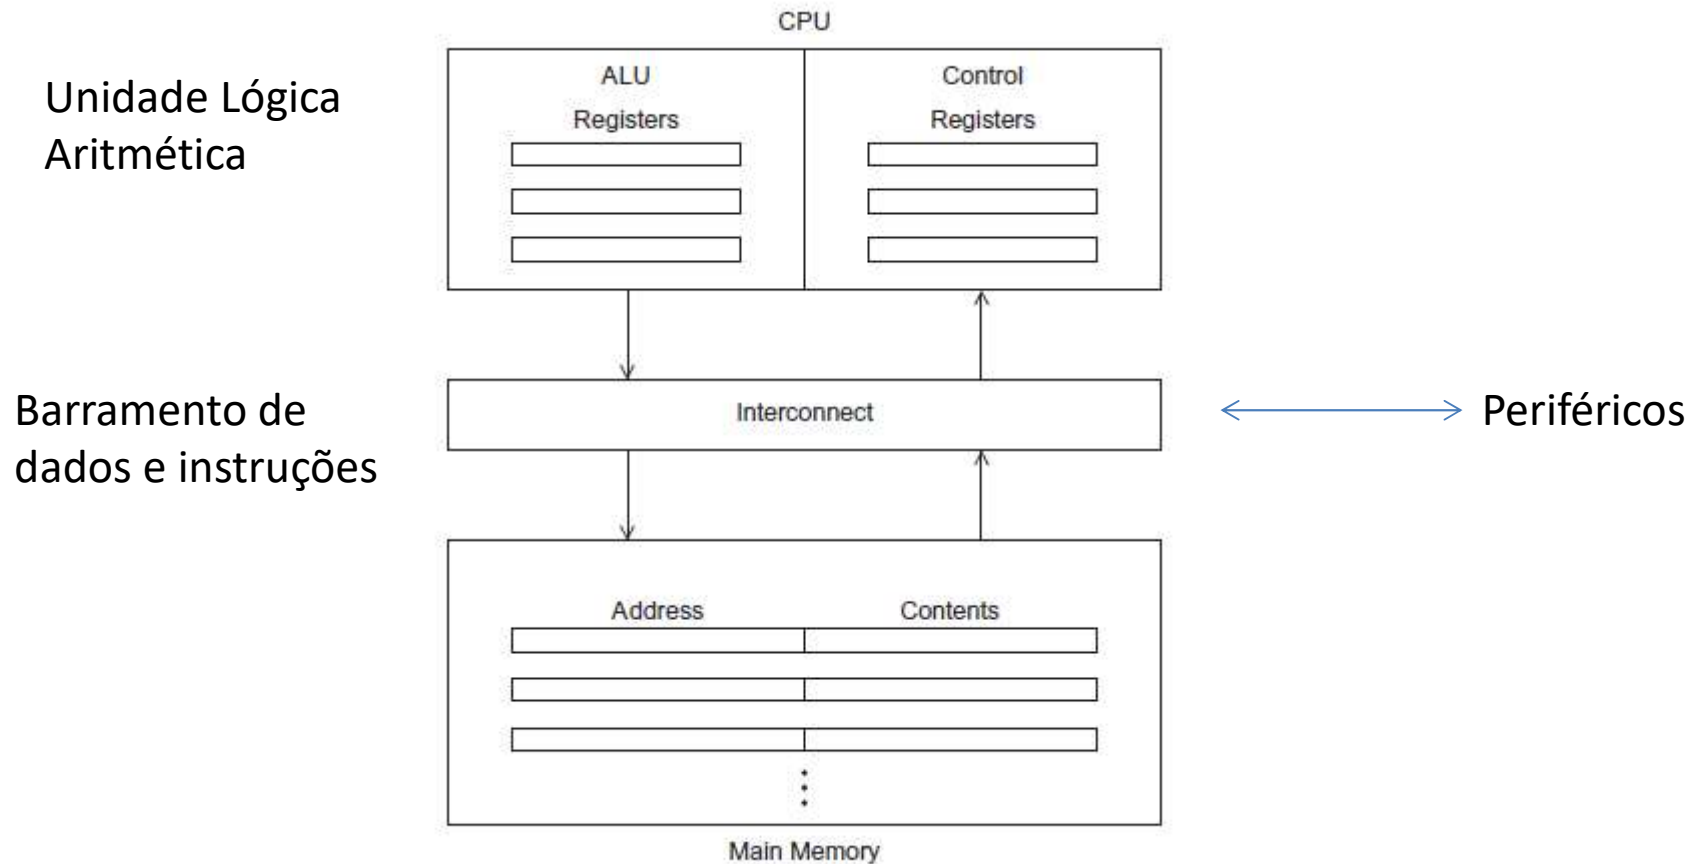 CPU
Unidade Lógica
Aritmética
ALU
Control
Registers
Registers
Barramento de
dados e instruções
Interconnect
Periféricos
Address
Contents
Main Memory